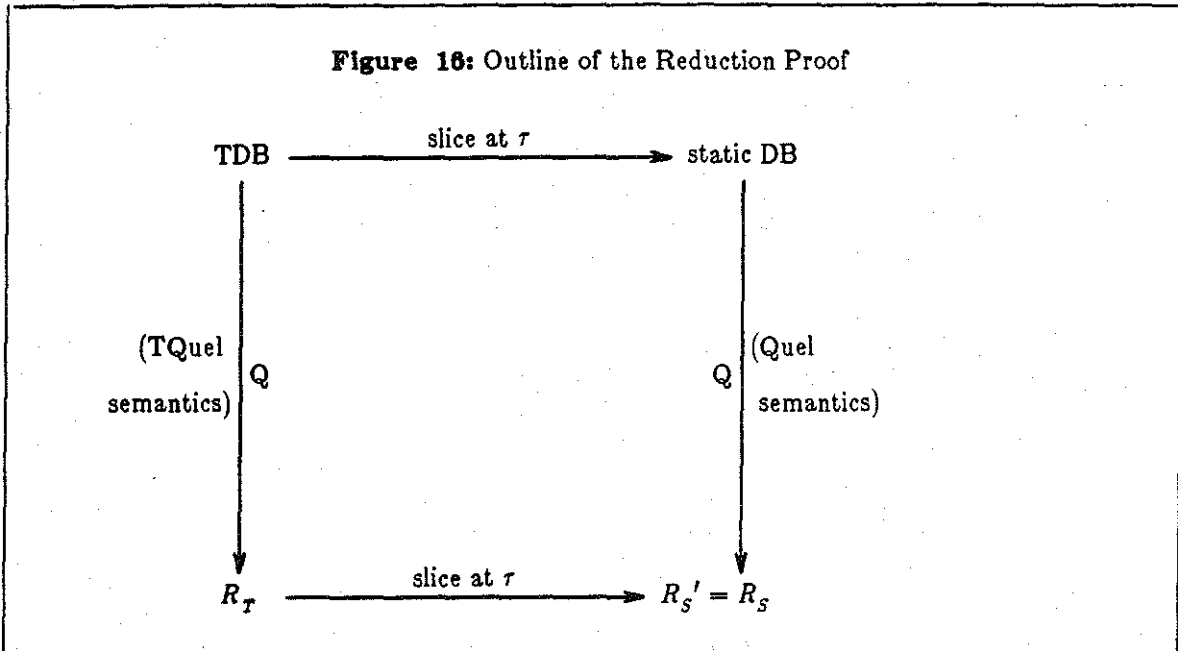 Figure 16: Outline of the Reduction Proof
slice at τ
TDB static DB
(TQuel
semantics)
Q
Q
(Quel
semantics)
slice at τ
R_T R_S' = R_S